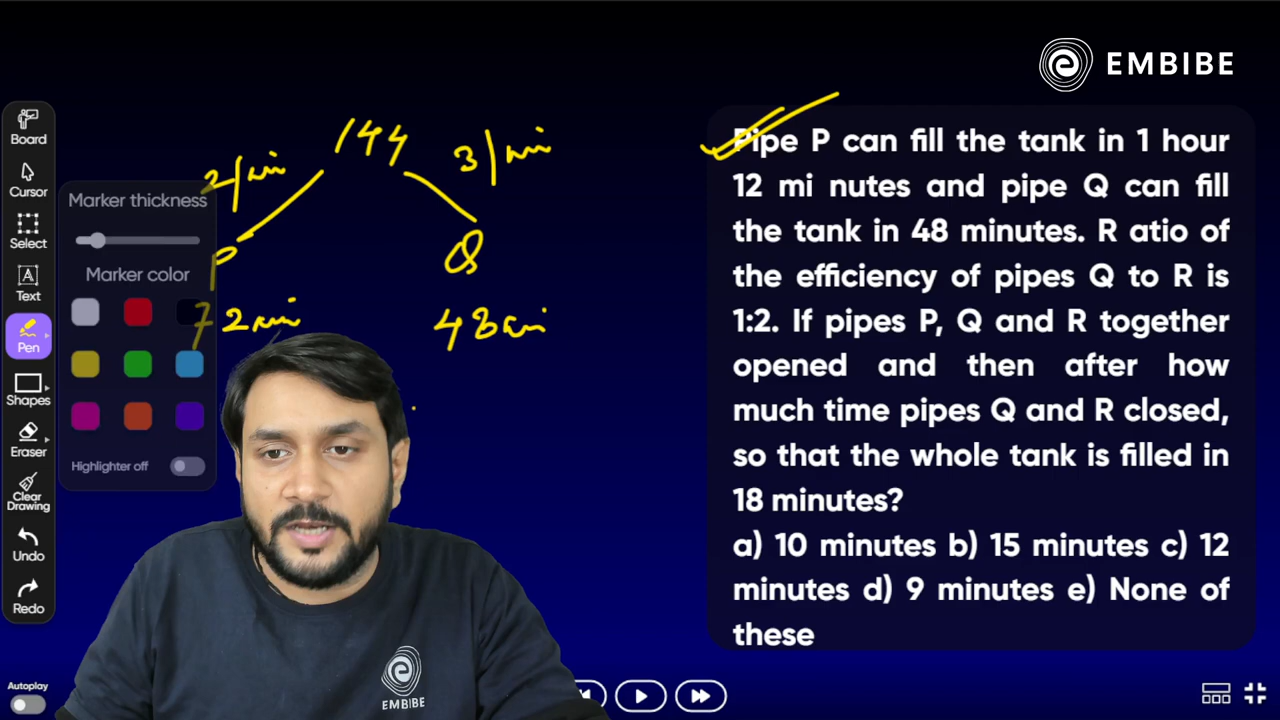 EMBIBE
Board
Cursor
Select
Text
Pen
Shapes
Eraser
Clear
Drawing
Undo
Redo
Autoplay
Marker thickness
Marker color
Highlighter off
144
2/min
3/min
P
Q
72 min
48 min
Pipe P can fill the tank in 1 hour
12 mi nutes and pipe Q can fill
the tank in 48 minutes. R atio of
the efficiency of pipes Q to R is
1:2. If pipes P, Q and R together
opened and then after how
much time pipes Q and R closed,
so that the whole tank is filled in
18 minutes?
a) 10 minutes b) 15 minutes c) 12
minutes d) 9 minutes e) None of
these
EMBIBE